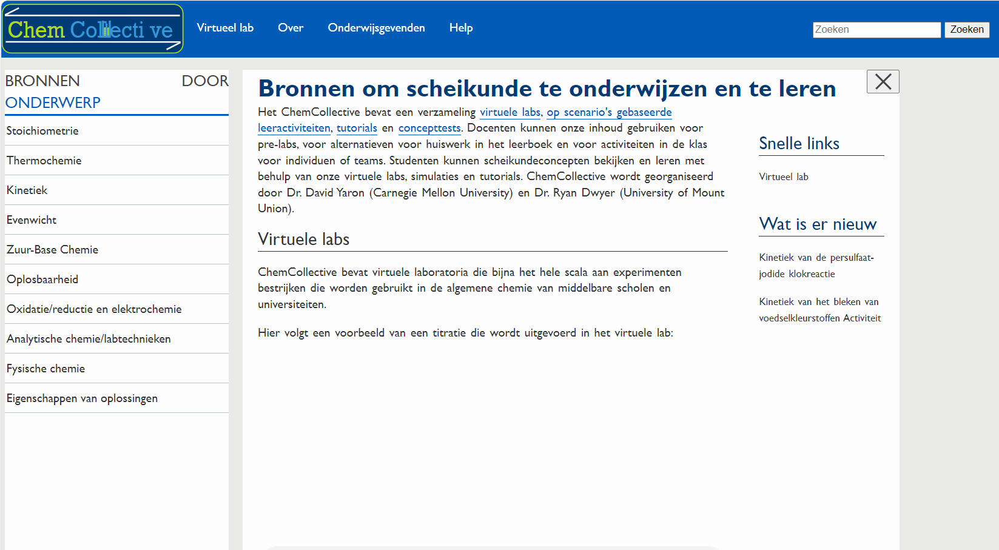 Chem Collective
Virtueel lab
Over
Onderwijsgevenden
Help
Zoeken
Zoeken
BRONNEN DOOR
ONDERWERP
Stoichiometrie
Thermochemie
Kinetiek
Evenwicht
Zuur-Base Chemie
Oplosbaarheid
Oxidatie/reductie en elektrochemie
Analytische chemie/labtechnieken
Fysische chemie
Eigenschappen van oplossingen
Bronnen om scheikunde te onderwijzen en te leren
Het ChemCollective bevat een verzameling virtuele labs, op scenario's gebaseerde
leeractiviteiten, tutorials en concepttests. Docenten kunnen onze inhoud gebruiken voor
pre-labs, voor alternatieven voor huiswerk in het leerboek en voor activiteiten in de klas
voor individuen of teams. Studenten kunnen scheikundeconcepten bekijken en leren met
behulp van onze virtuele labs, simulaties en tutorials. ChemCollective wordt georganiseerd
door Dr. David Yaron (Carnegie Mellon University) en Dr. Ryan Dwyer (University of Mount
Union).
Virtuele labs
ChemCollective bevat virtuele laboratoria die bijna het hele scala aan experimenten
bestrijken die worden gebruikt in de algemene chemie van middelbare scholen en
universiteiten.
Hier volgt een voorbeeld van een titratie die wordt uitgevoerd in het virtuele lab:
Snelle links
Virtueel lab
Wat is er nieuw
Kinetiek van de persulfaat-
jodide klokreactie
Kinetiek van het bleken van
voedselkleurstoffen Activiteit